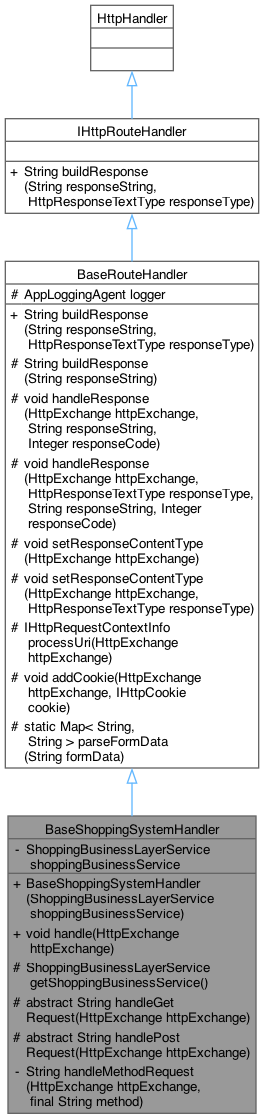 HttpHandler
IHttpRouteHandler
+ String buildResponse
(String responseString,
HttpResponseTextType responseType)
BaseRouteHandler
# AppLoggingAgent logger
+ String buildResponse
(String responseString,
HttpResponseTextType responseType)
# String buildResponse
(String responseString)
# void handleResponse
(HttpExchange httpExchange,
String responseString,
Integer responseCode)
# void handleResponse
(HttpExchange httpExchange,
HttpResponseTextType responseType,
String responseString, Integer
responseCode)
# void setResponseContentType
(HttpExchange httpExchange)
# void setResponseContentType
(HttpExchange httpExchange,
HttpResponseTextType responseType)
# IHttpRequestContextInfo
processUri(HttpExchange
httpExchange)
# void addCookie(HttpExchange
httpExchange, IHttpCookie
cookie)
# static Map< String,
String > parseFormData
(String formData)
BaseShoppingSystemHandler
- ShoppingBusinessLayerService
shoppingBusinessService
+ BaseShoppingSystemHandler
(ShoppingBusinessLayerService
shoppingBusinessService)
+ void handle(HttpExchange
httpExchange)
# ShoppingBusinessLayerService
getShoppingBusinessService()
# abstract String handleGet
Request(HttpExchange httpExchange)
# abstract String handlePost
Request(HttpExchange httpExchange)
- String handleMethodRequest
(HttpExchange httpExchange,
final String method)